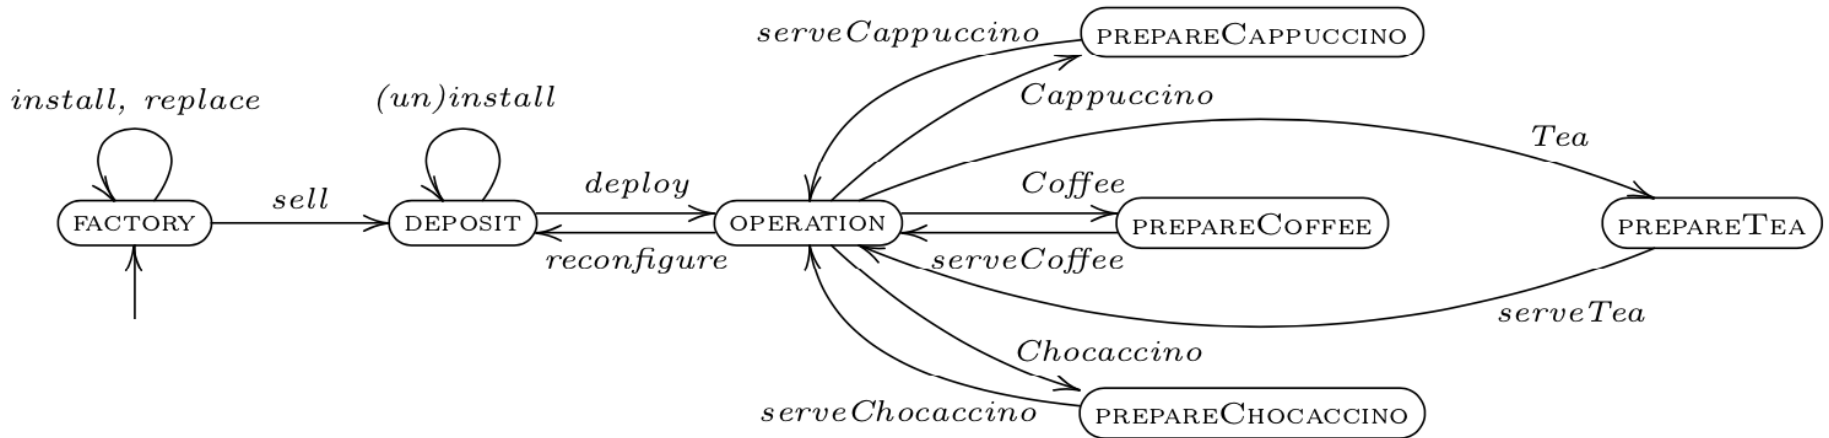 serveCappuccino
PREPARECAPPUCCINO
install, replace
(un)install
Cappuccino
Tea
sell
deploy
Coffee
FACTORY
DEPOSIT
OPERATION
PREPARECOFFEE
PREPARETEA
reconfigure
serveCoffee
serveTea
Chocaccino
serveChocaccino
PREPARECHOCACCINO